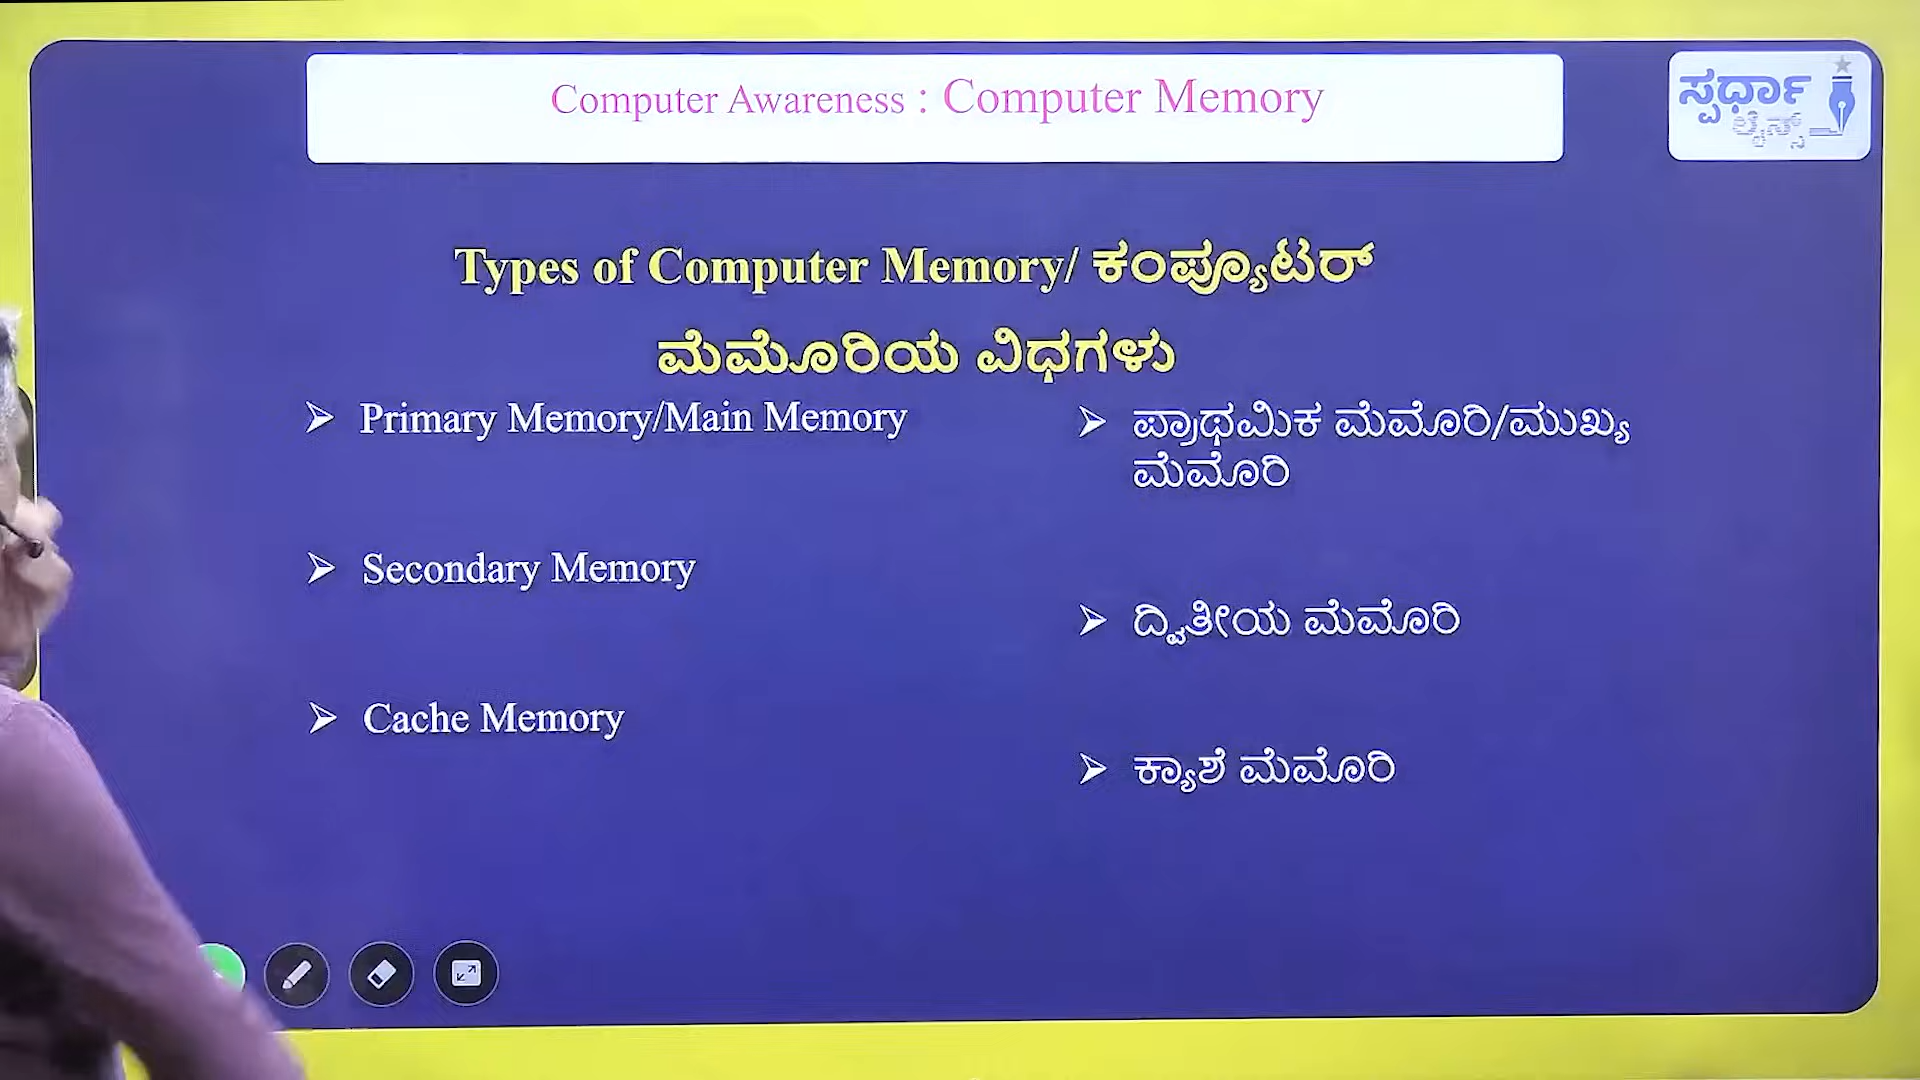 Computer Awareness : Computer Memory
ಸ್ಪರ್ಧಾ
ಲೈನ್ಸ್
Types of Computer Memory/ ಕಂಪ್ಯೂಟರ್
ಮೆಮೊರಿಯ ವಿಧಗಳು
➢ Primary Memory/Main Memory
➢ Secondary Memory
➢ Cache Memory
➢ ಪ್ರಾಥಮಿಕ ಮೆಮೊರಿ/ಮುಖ್ಯ
ಮೆಮೊರಿ
➢ ದ್ವಿತೀಯ ಮೆಮೊರಿ
➢ ಕ್ಯಾಶೆ ಮೆಮೊರಿ